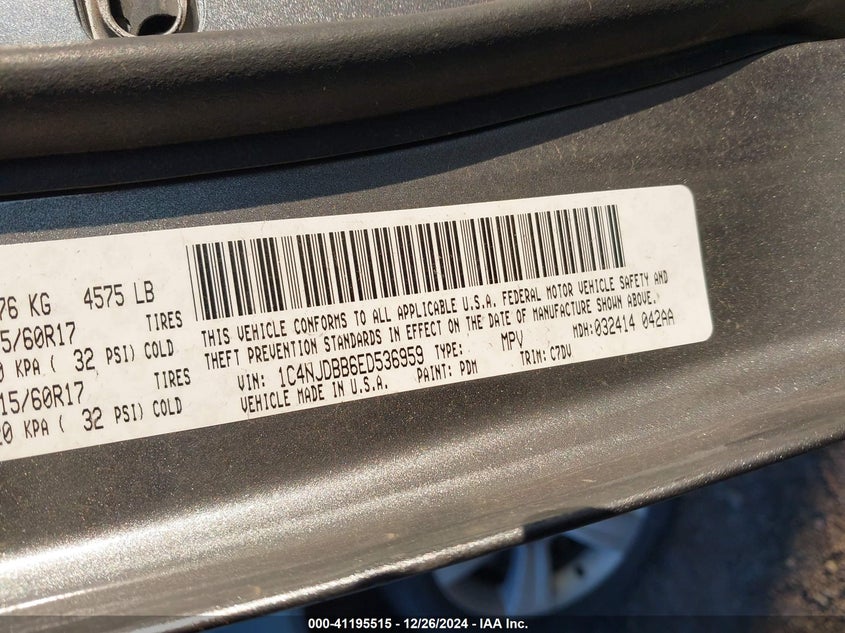 76 KG 4575 LB
5/60R17 TIRES
0 KPA ( 32 PSI) COLD
15/60R17 TIRES
20 KPA ( 32 PSI) COLD
THIS VEHICLE CONFORMS TO ALL APPLICABLE U.S.A. FEDERAL MOTOR VEHICLE SAFETY AND
THEFT PREVENTION STANDARDS IN EFFECT ON THE DATE OF MANUFACTURE SHOWN ABOVE.
VIN: 1C4NJDBB6ED536959 TYPE: MPV MDH:032414 042AA
VEHICLE MADE IN U.S.A. PAINT: PDM TRIM: C7DV
000-41195515 - 12/26/2024 - IAA Inc.